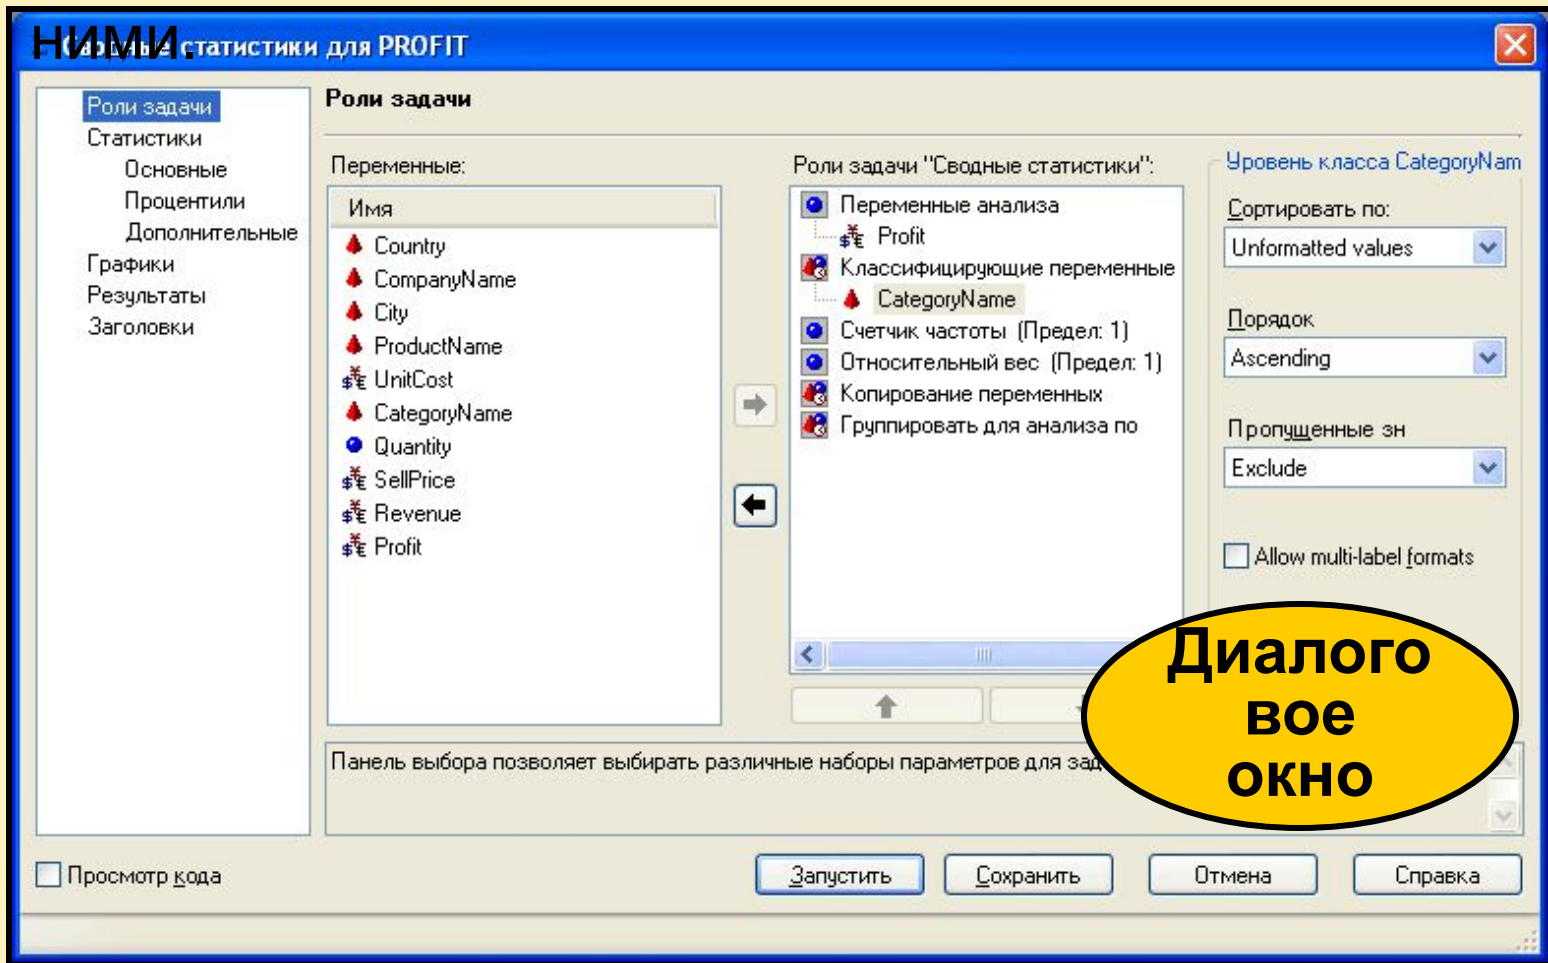 ними.
статистики для PROFIT
Роли задачи
Статистики
Основные
Процентили
Дополнительные
Графики
Результаты
Заголовки
Роли задачи
Переменные:
Имя
Country
CompanyName
City
ProductName
UnitCost
CategoryName
Quantity
SellPrice
Revenue
Profit
Роли задачи "Сводные статистики":
Переменные анализа
Profit
Классифицирующие переменные
CategoryName
Счетчик частоты (Предел: 1)
Относительный вес (Предел: 1)
Копирование переменных
Группировать для анализа по
Уровень класса CategoryNam
Сортировать по:
Unformatted values
Порядок
Ascending
Пропущенные зн
Exclude
Allow multi-label formats
Диалого
вое
окно
Панель выбора позволяет выбирать различные наборы параметров для зад
Просмотр кода
Запустить
Сохранить
Отмена
Справка